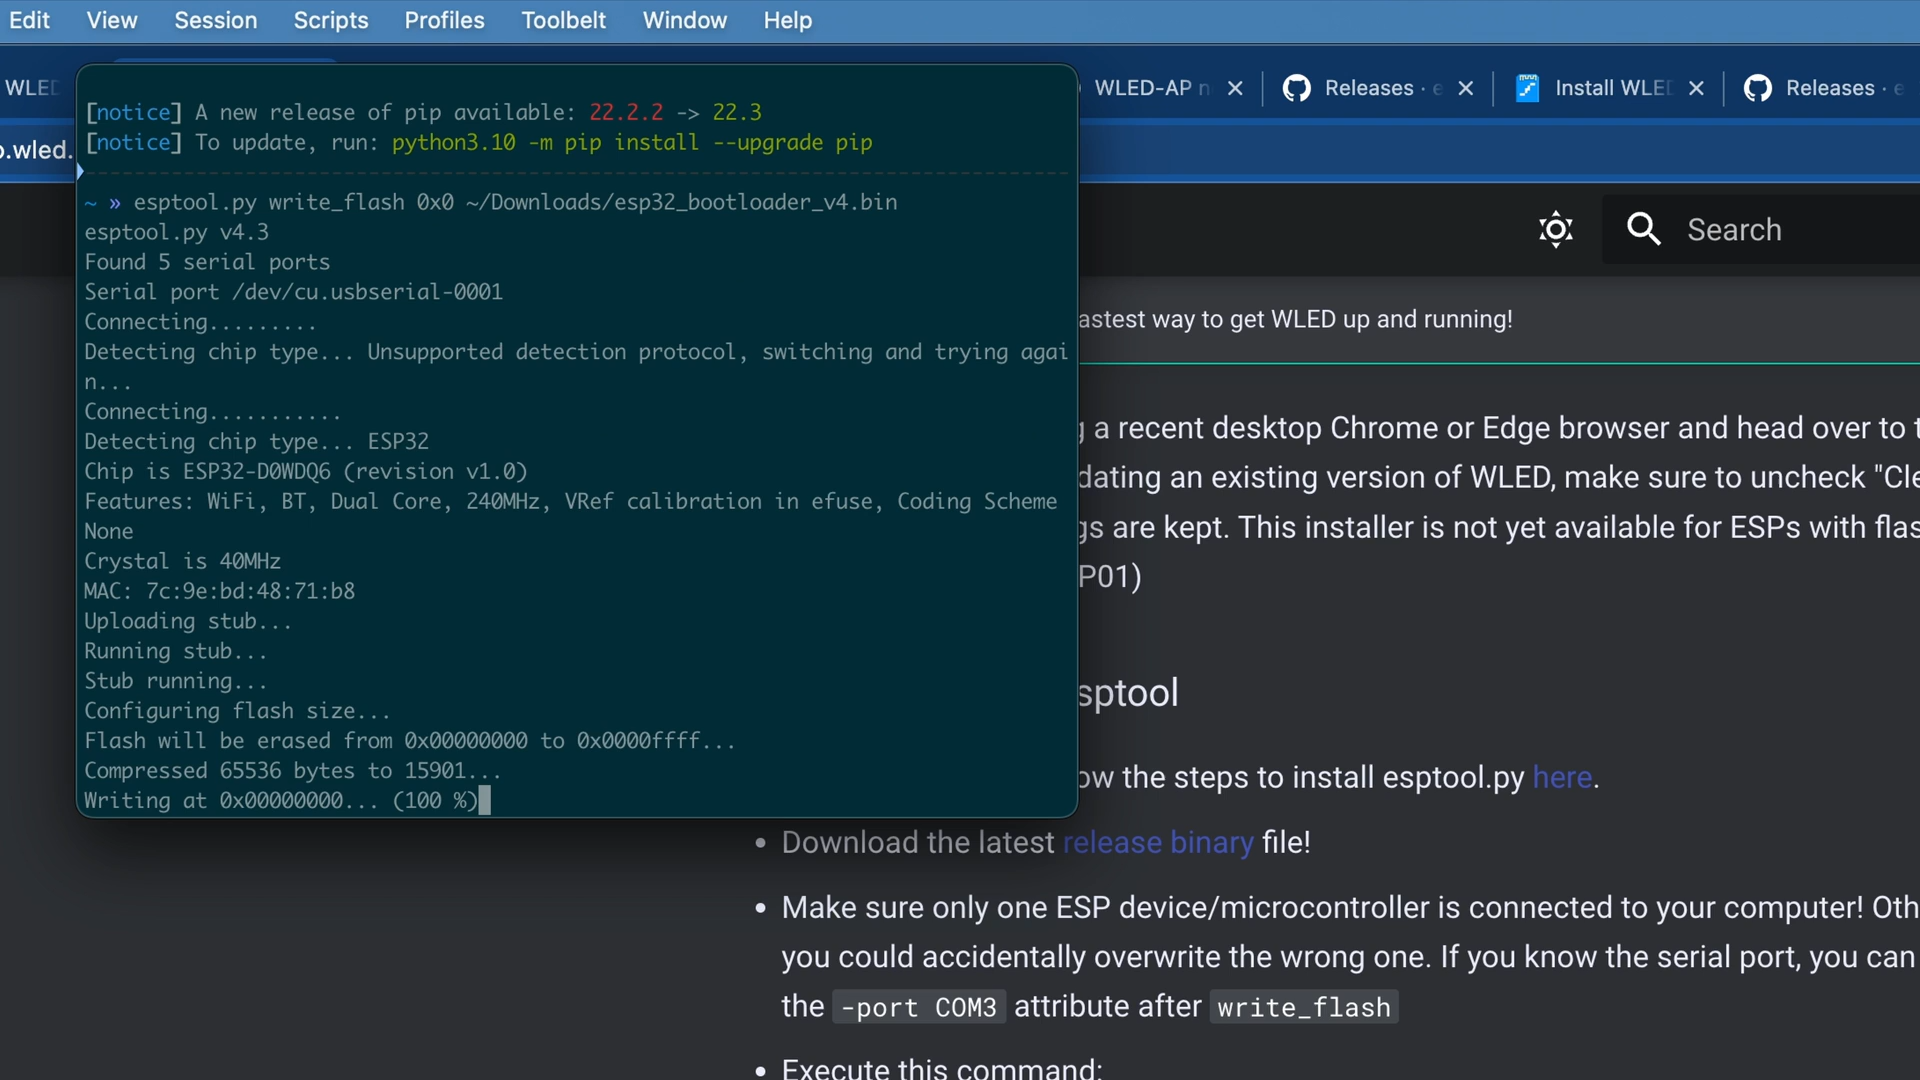 Edit View Session Scripts Profiles Toolbelt Window Help
WLED WLED-AP Releases · e Install WLED Releases · e
[notice] A new release of pip available: 22.2.2 -> 22.3
[notice] To update, run: python3.10 -m pip install --upgrade pip
o.wled.
~ » esptool.py write_flash 0x0 ~/Downloads/esp32_bootloader_v4.bin
esptool.py v4.3
Found 5 serial ports
Serial port /dev/cu.usbserial-0001
Connecting.........
Detecting chip type... Unsupported detection protocol, switching and trying agai
n...
Connecting...........
Detecting chip type... ESP32
Chip is ESP32-D0WDQ6 (revision v1.0)
Features: WiFi, BT, Dual Core, 240MHz, VRef calibration in efuse, Coding Scheme
None
Crystal is 40MHz
MAC: 7c:9e:bd:48:71:b8
Uploading stub...
Running stub...
Stub running...
Configuring flash size...
Flash will be erased from 0x00000000 to 0x0000ffff...
Compressed 65536 bytes to 15901...
Writing at 0x00000000... (100 %)
Search
astest way to get WLED up and running!
g a recent desktop Chrome or Edge browser and head over to t
dating an existing version of WLED, make sure to uncheck "Cle
gs are kept. This installer is not yet available for ESPs with flas
P01)
sptool
ow the steps to install esptool.py here.
• Download the latest release binary file!
• Make sure only one ESP device/microcontroller is connected to your computer! Oth
you could accidentally overwrite the wrong one. If you know the serial port, you can
the -port COM3 attribute after write_flash
• Execute this command: